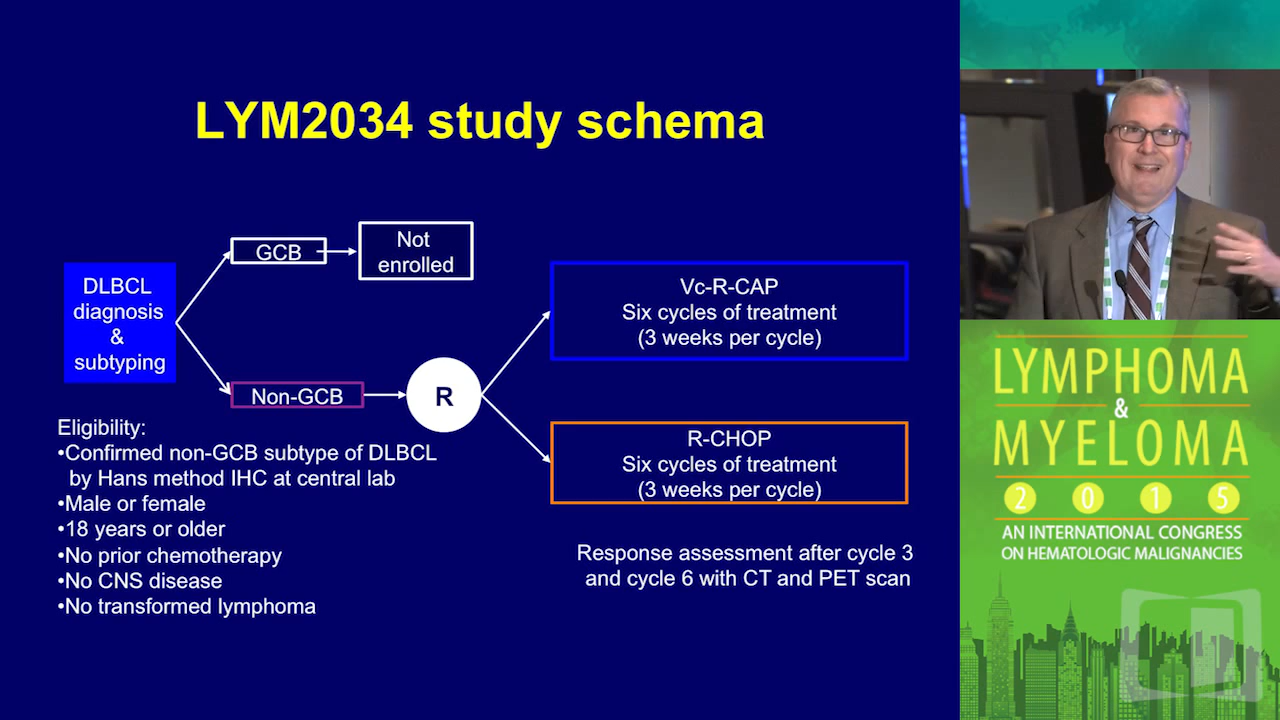 LYM2034 study schema
DLBCL
diagnosis
&
subtyping
GCB
Not
enrolled
Non-GCB
R
Vc-R-CAP
Six cycles of treatment
(3 weeks per cycle)
R-CHOP
Six cycles of treatment
(3 weeks per cycle)
Eligibility:
•Confirmed non-GCB subtype of DLBCL
by Hans method IHC at central lab
•Male or female
•18 years or older
•No prior chemotherapy
•No CNS disease
•No transformed lymphoma
Response assessment after cycle 3
and cycle 6 with CT and PET scan
LYMPHOMA
&
MYELOMA
2 0 1 5
AN INTERNATIONAL CONGRESS
ON HEMATOLOGIC MALIGNANCIES